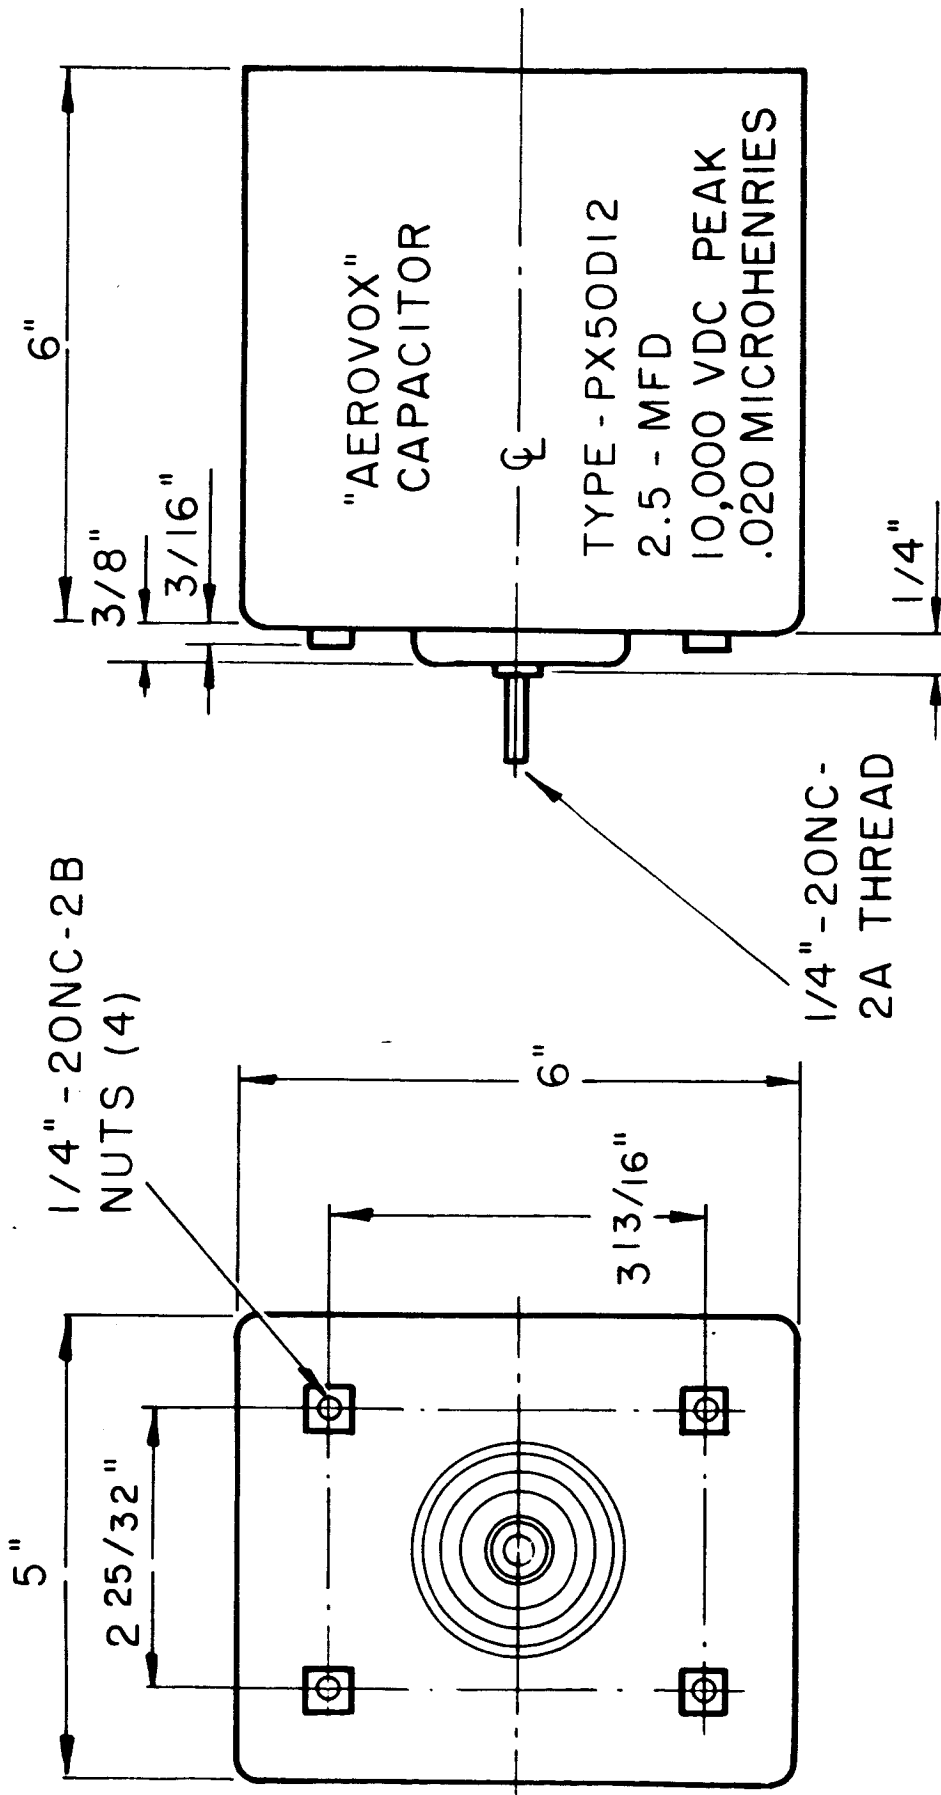 5"
2 25/32"
1/4"-20NC-2B
NUTS (4)
3 13/16"
6"
6"
3/8"
3/16"
"AEROVOX"
CAPACITOR
℄
TYPE - PX50D12
2.5 - MFD
10,000 VDC PEAK
.020 MICROHENRIES
1/4"
1/4"-20NC-
2A THREAD